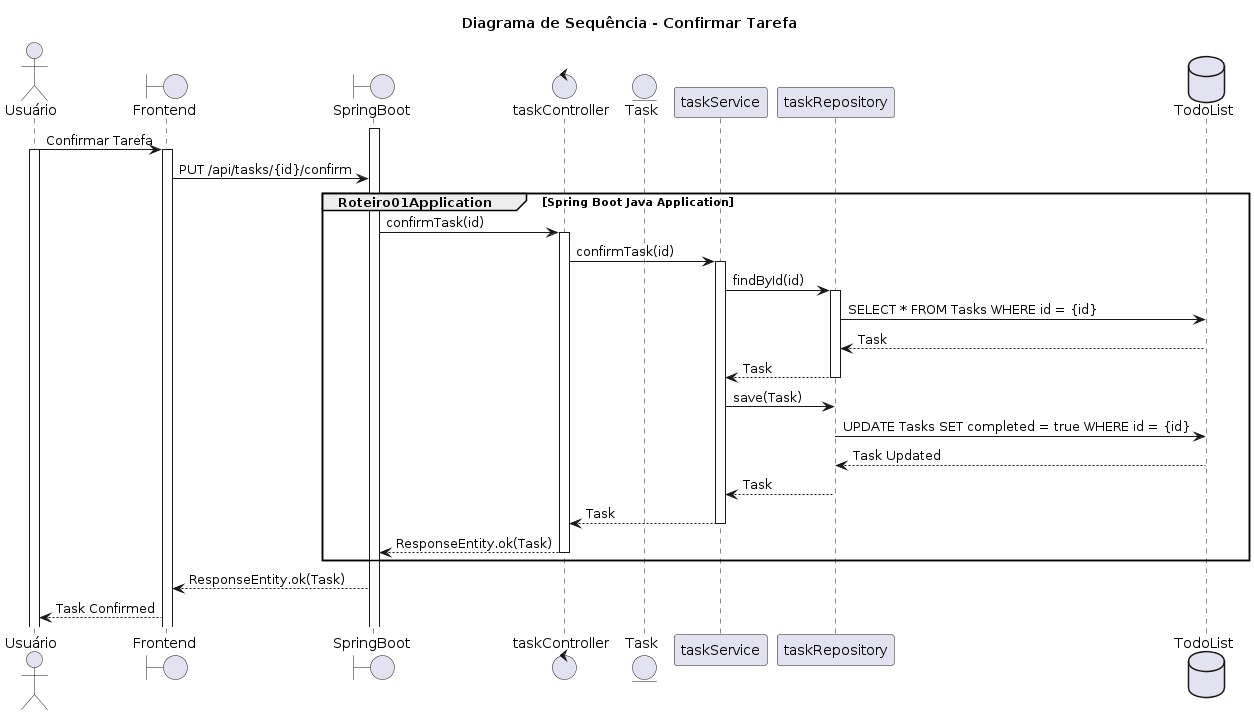 Diagrama de Sequência - Confirmar Tarefa
Usuário
Frontend
SpringBoot
taskController
Task
taskService
taskRepository
TodoList
Confirmar Tarefa
PUT /api/tasks/{id}/confirm
Roteiro01Application
[Spring Boot Java Application]
confirmTask(id)
confirmTask(id)
findById(id)
SELECT * FROM Tasks WHERE id = {id}
Task
Task
save(Task)
UPDATE Tasks SET completed = true WHERE id = {id}
Task Updated
Task
Task
ResponseEntity.ok(Task)
ResponseEntity.ok(Task)
Task Confirmed
Usuário
Frontend
SpringBoot
taskController
Task
taskService
taskRepository
TodoList